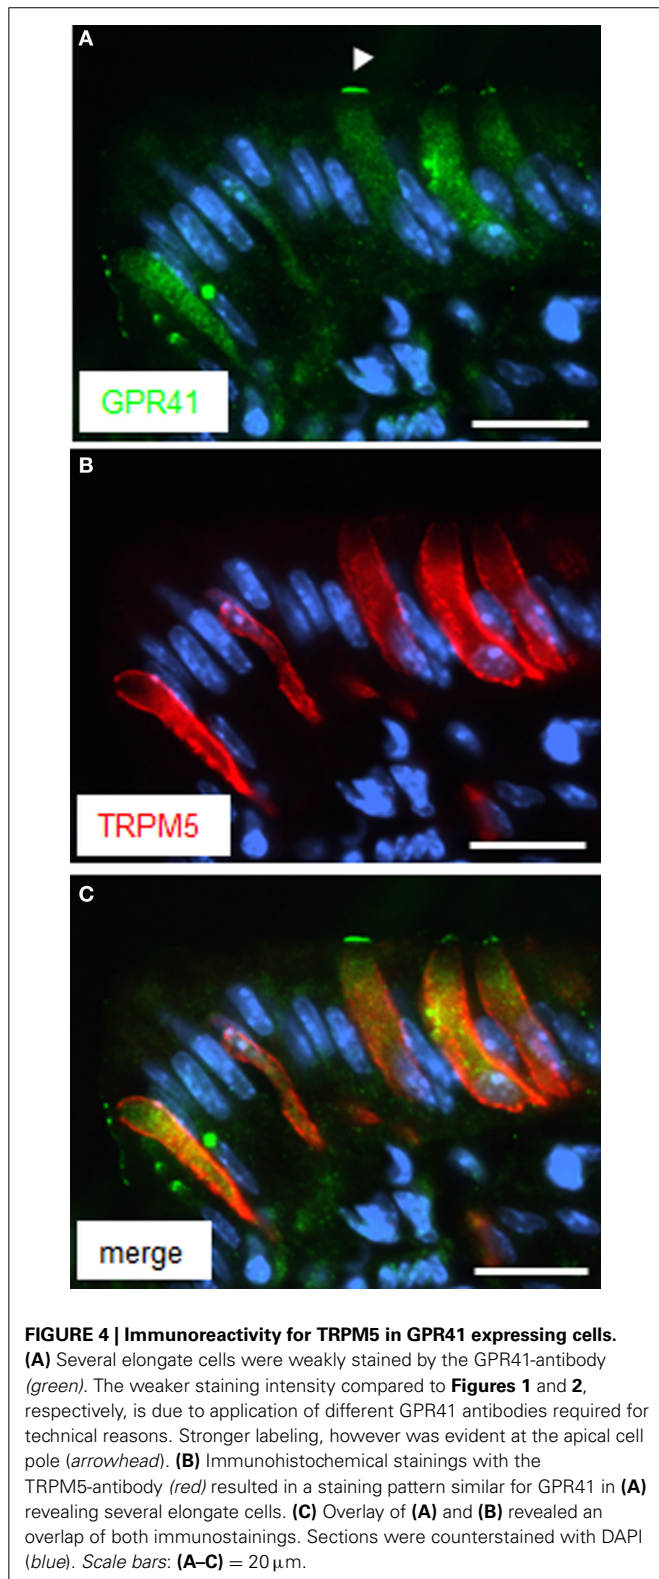 A
GPR41
B
TRPM5
C
merge
FIGURE 4 | Immunoreactivity for TRPM5 in GPR41 expressing cells.
(A) Several elongate cells were weakly stained by the GPR41-antibody
(green). The weaker staining intensity compared to Figures 1 and 2,
respectively, is due to application of different GPR41 antibodies required for
technical reasons. Stronger labeling, however was evident at the apical cell
pole (arrowhead). (B) Immunohistochemical stainings with the
TRPM5-antibody (red) resulted in a staining pattern similar for GPR41 in (A)
revealing several elongate cells. (C) Overlay of (A) and (B) revealed an
overlap of both immunostainings. Sections were counterstained with DAPI
(blue). Scale bars: (A–C) = 20 μm.